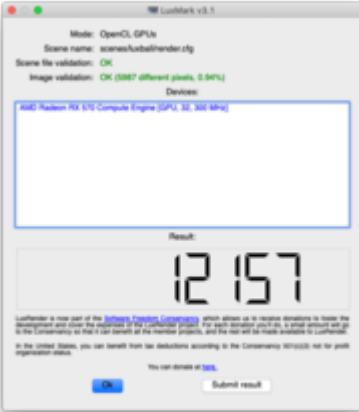 LuxMark v3.1
Mode: OpenCL GPUs
Scene name: scenes/luxball/render.cfg
Scene file validation: OK
Image validation: OK (5987 different pixels, 0.94%)
Devices:
AMD Radeon RX 570 Compute Engine [GPU, 32, 300 MHz]
Result:
12157
LuxRender is now part of the Software Freedom Conservancy, which allows us to receive donations to foster the
development and cover the expenses of the LuxRender project. For each donation you'll do, a small amount will go
to the Conservancy so that it can benefit all the member projects, and the rest will be made available to LuxRender.
In the United States, you can benefit from tax deductions according to the Conservancy 501(c)(3) not for profit
organization status.
You can donate at here.
Ok
Submit result